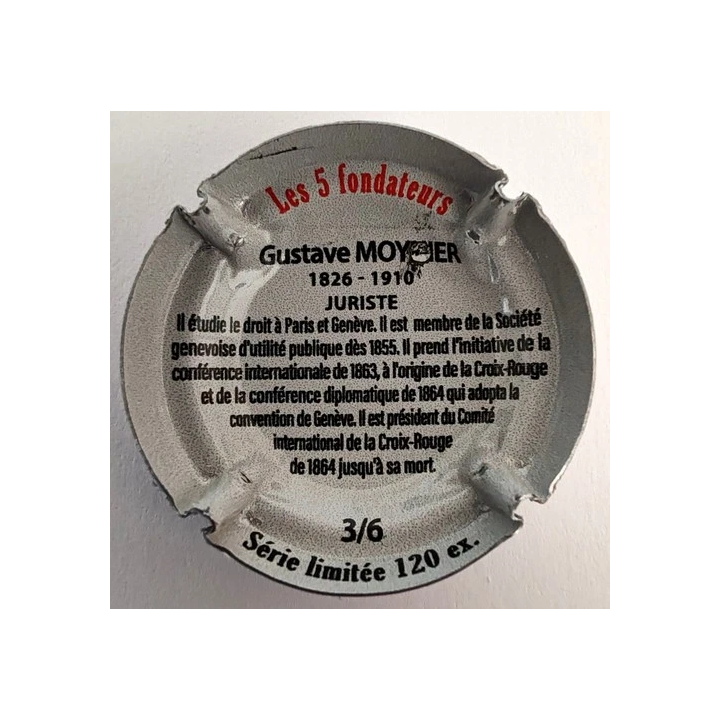 Les 5 fondateurs
Gustave MOYNIER
1826 - 1910
JURISTE
Il étudie le droit à Paris et Genève. Il est membre de la Société
genevoise d'utilité publique dès 1855. Il prend l'initiative de la
conférence internationale de 1863, à l'origine de la Croix-Rouge
et de la conférence diplomatique de 1864 qui adopta la
convention de Genève. Il est président du Comité
international de la Croix-Rouge
de 1864 jusqu'à sa mort.
3/6
Série limitée 120 ex.